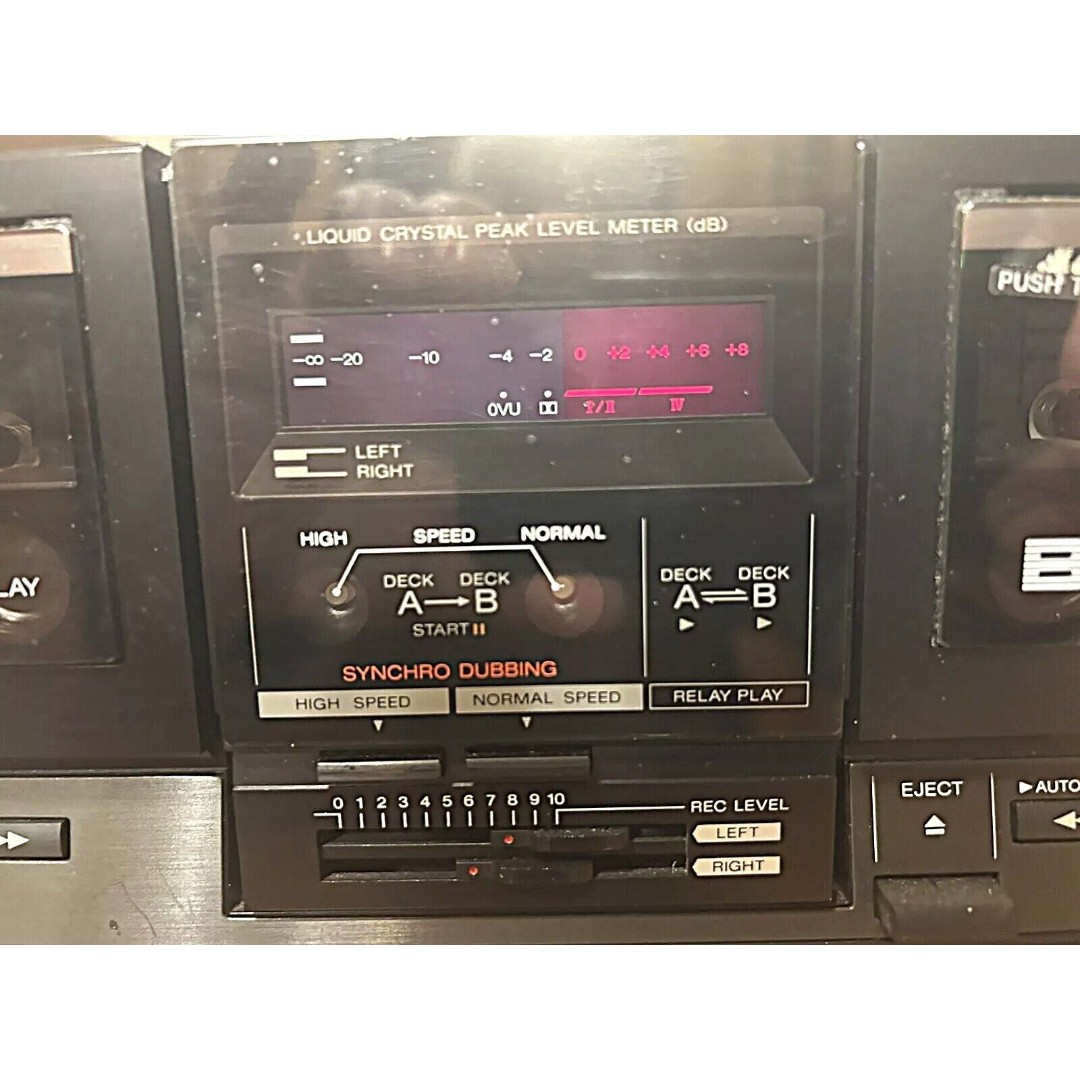 LIQUID CRYSTAL PEAK LEVEL METER (dB)
PUSH
−∞ −20 −10 −4 −2 0 +2 +4 +6 +8
0VU
IV
LEFT
RIGHT
HIGH SPEED NORMAL
DECK DECK
A → B
START
DECK DECK
A ⇌ B
LAY
B
SYNCHRO DUBBING
HIGH SPEED NORMAL SPEED RELAY PLAY
0 1 2 3 4 5 6 7 8 9 10 REC LEVEL
LEFT
RIGHT
EJECT
AUTO